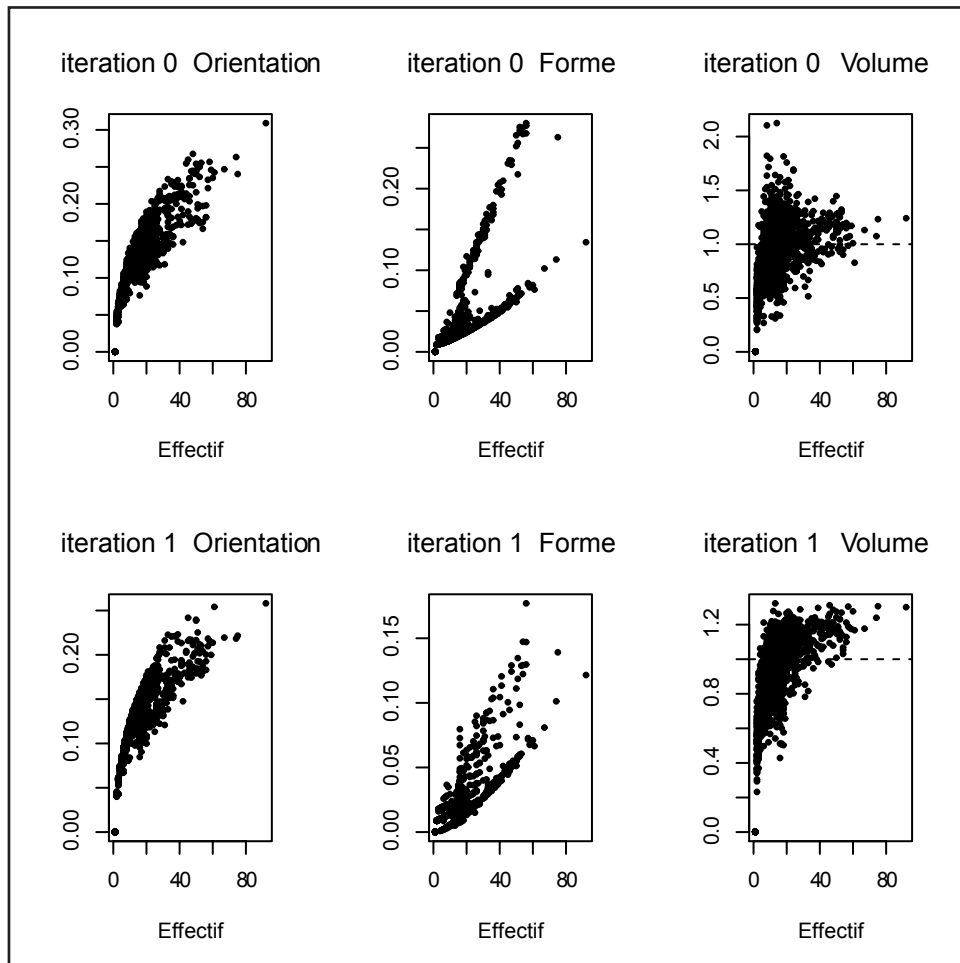 iteration 0 Orientation
iteration 0 Forme
iteration 0 Volume
0.30
0.20
0.10
0.00
0 40 80
Effectif
0.20
0.10
0.00
0 40 80
Effectif
2.0
1.5
1.0
0.5
0.0
0 40 80
Effectif
iteration 1 Orientation
iteration 1 Forme
iteration 1 Volume
0.20
0.10
0.00
0 40 80
Effectif
0.15
0.10
0.05
0.00
0 40 80
Effectif
1.2
0.8
0.4
0.0
0 40 80
Effectif